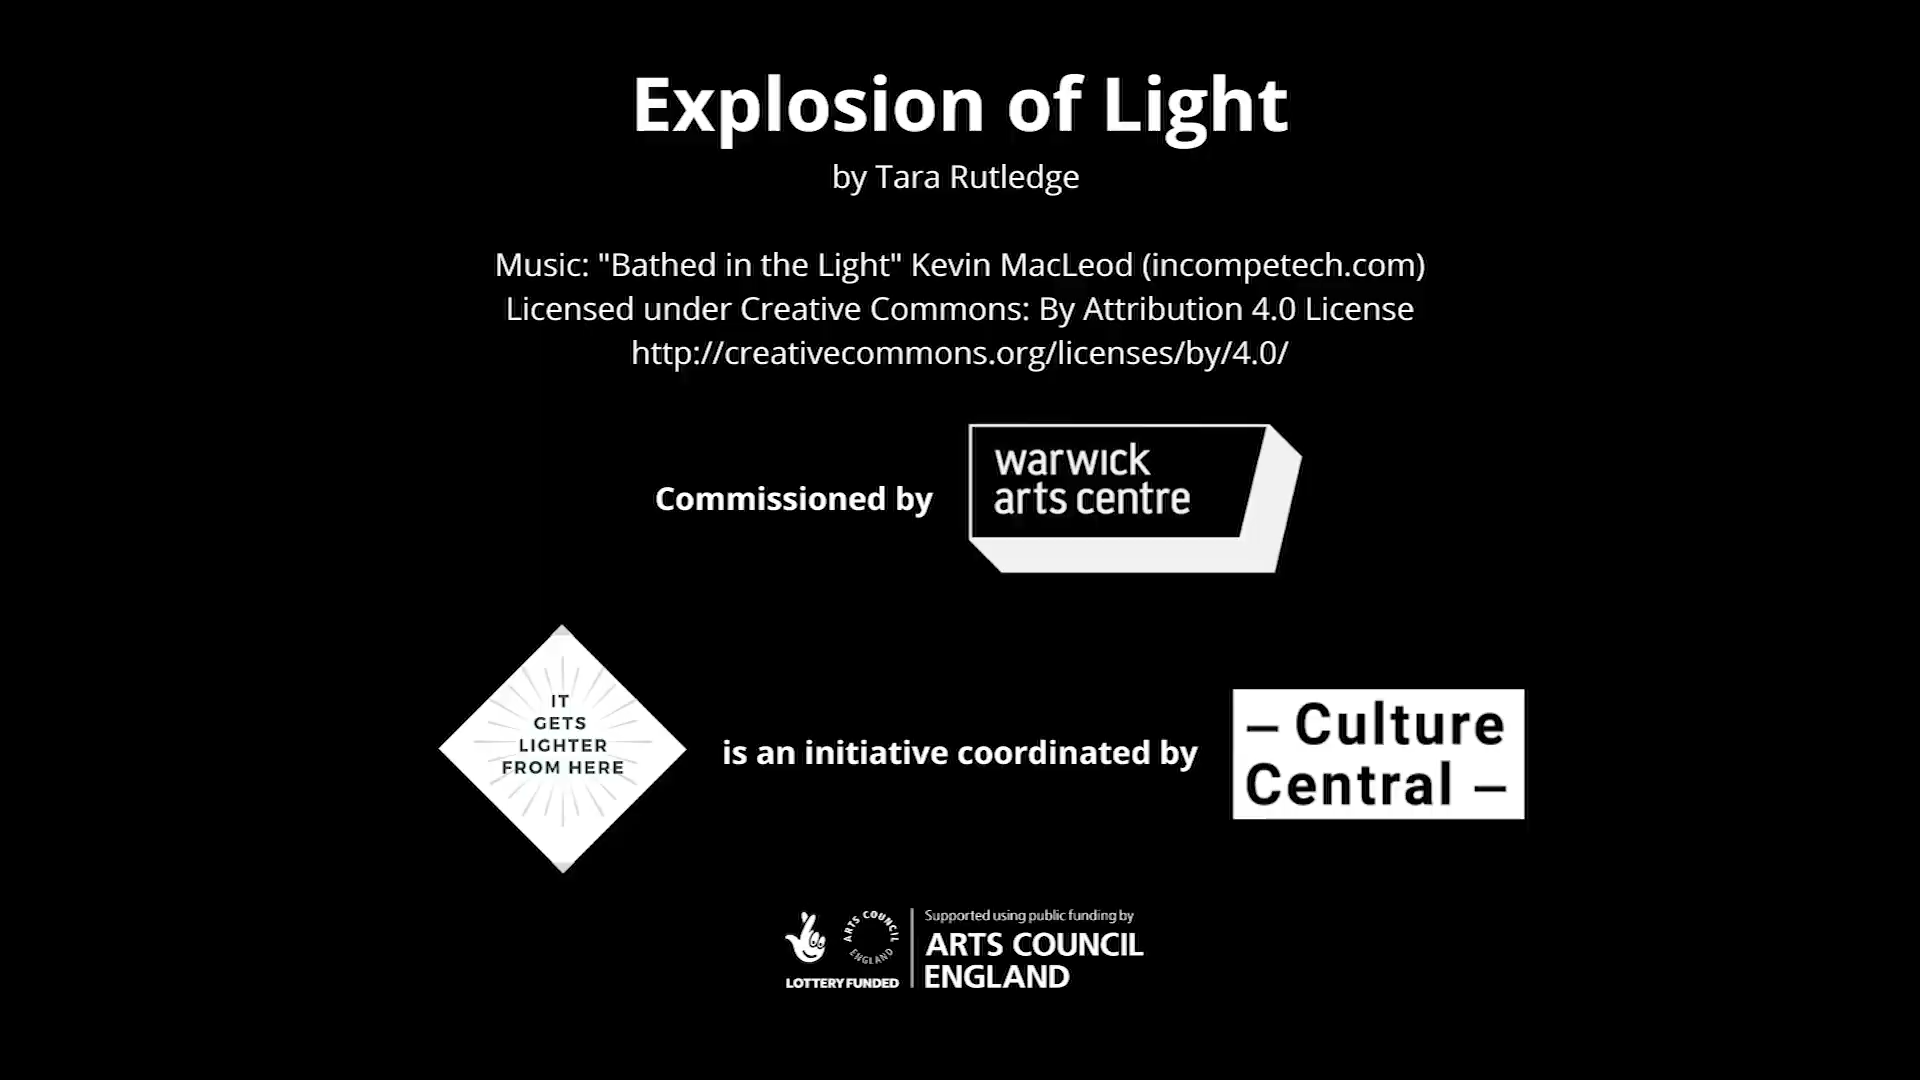 Explosion of Light
by Tara Rutledge
Music: "Bathed in the Light" Kevin MacLeod (incompetech.com)
Licensed under Creative Commons: By Attribution 4.0 License
http://creativecommons.org/licenses/by/4.0/
Commissioned by
warwick
arts centre
IT
GETS
LIGHTER
FROM HERE
is an initiative coordinated by
– Culture
Central –
LOTTERY FUNDED
ARTS COUNCIL
ENGLAND
Supported using public funding by
ARTS COUNCIL
ENGLAND